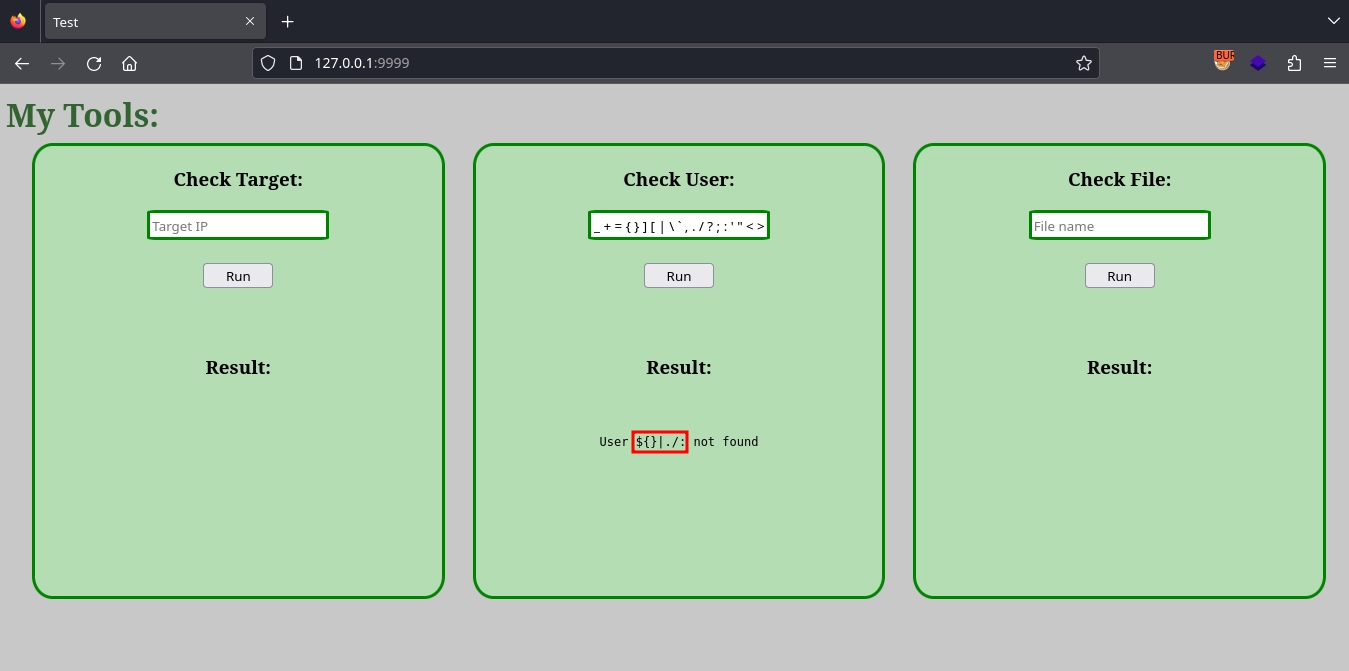 Test
127.0.0.1:9999
BUR
My Tools:
Check Target:
Target IP
Run
Result:
Check User:
_ + = { } ] [ | \ ` , . / ? ; : ' " < >
Run
Result:
User ${}|./: not found
Check File:
File name
Run
Result: